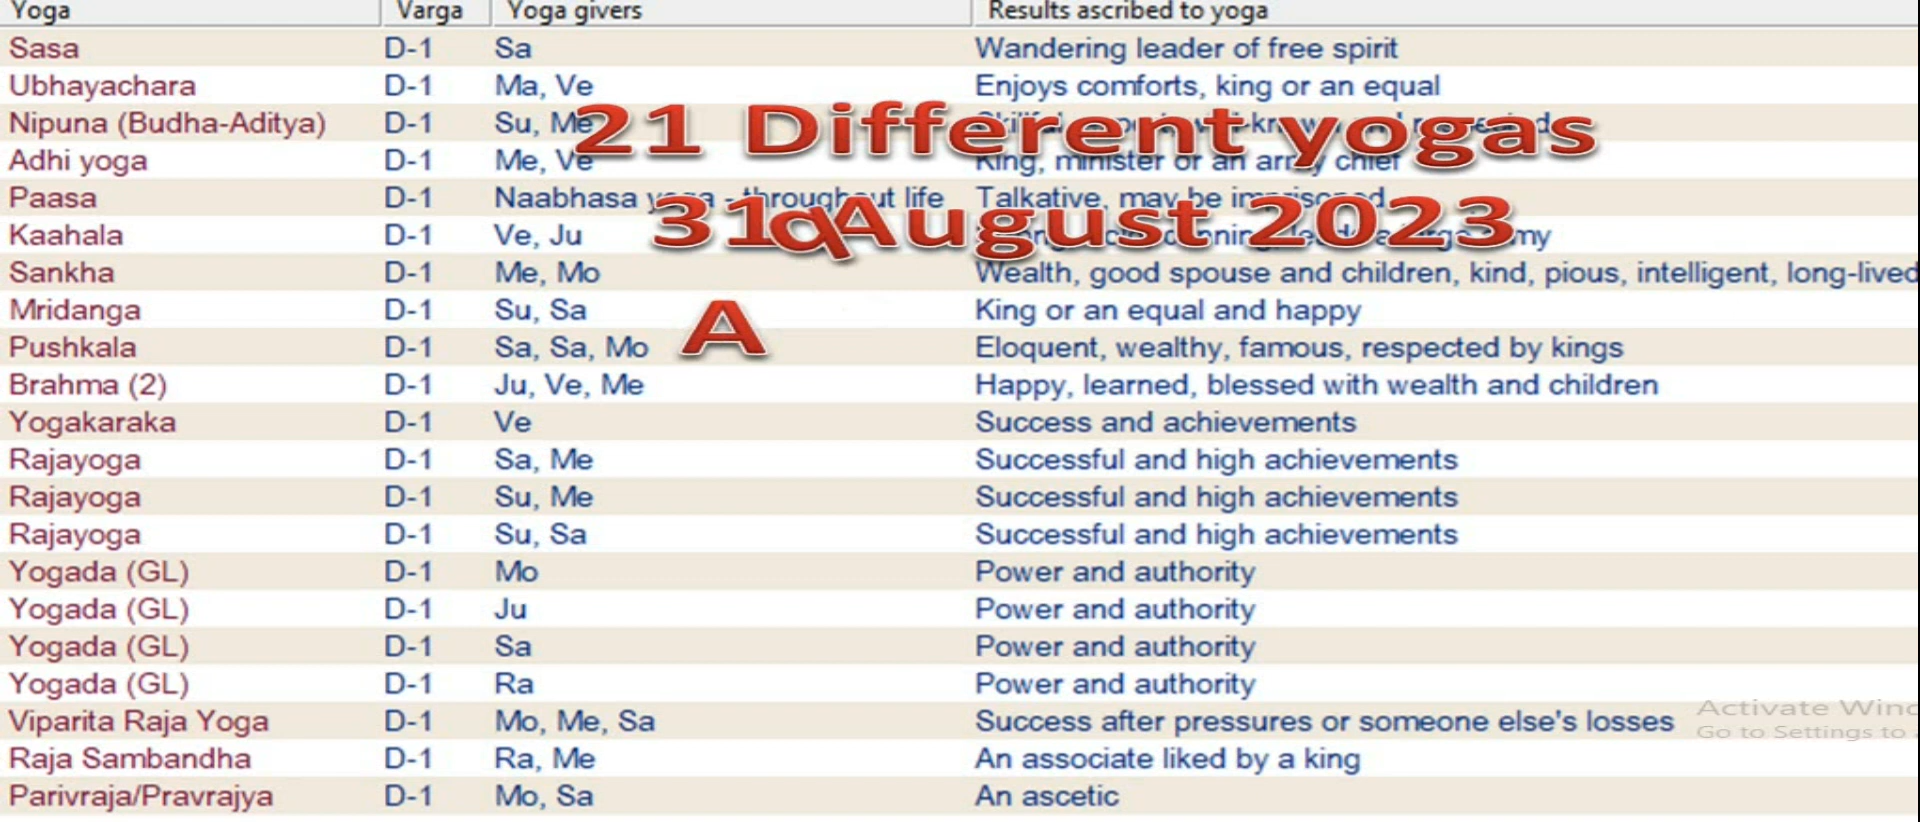 Yoga Varga Yoga givers Results ascribed to yoga
Sasa D-1 Sa Wandering leader of free spirit
Ubhayachara D-1 Ma, Ve Enjoys comforts, king or an equal
Nipuna (Budha-Aditya) D-1 Su, Me
21 Different yogas
Adhi yoga D-1 Me, Ve King, minister or an army chief
Paasa D-1 Naabhasa yoga - throughout life Talkative, may be imprisoned
31 August 2023
Kaahala D-1 Ve, Ju
Sankha D-1 Me, Mo Wealth, good spouse and children, kind, pious, intelligent, long-lived
Mridanga D-1 Su, Sa King or an equal and happy
A
Pushkala D-1 Sa, Sa, Mo Eloquent, wealthy, famous, respected by kings
Brahma (2) D-1 Ju, Ve, Me Happy, learned, blessed with wealth and children
Yogakaraka D-1 Ve Success and achievements
Rajayoga D-1 Sa, Me Successful and high achievements
Rajayoga D-1 Su, Me Successful and high achievements
Rajayoga D-1 Su, Sa Successful and high achievements
Yogada (GL) D-1 Mo Power and authority
Yogada (GL) D-1 Ju Power and authority
Yogada (GL) D-1 Sa Power and authority
Yogada (GL) D-1 Ra Power and authority
Viparita Raja Yoga D-1 Mo, Me, Sa Success after pressures or someone else's losses
Activate Wind
Go to Settings to
Raja Sambandha D-1 Ra, Me An associate liked by a king
Parivraja/Pravrajya D-1 Mo, Sa An ascetic